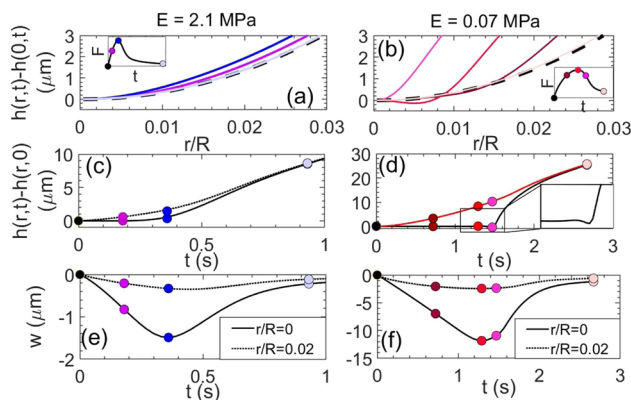 E = 2.1 MPa
E = 0.07 MPa
h(r,t)-h(0,t)
(μm)
3
2
1
0
F
t
(a)
0
0.01
0.02
0.03
r/R
3
2
1
0
(b)
F
t
0
0.01
0.02
0.03
r/R
h(r,t)-h(r,0)
(μm)
10
5
0
(c)
0
0.5
1
t (s)
30
20
10
0
(d)
0
1
2
3
t (s)
w (μm)
0
-1
-2
(e)
r/R=0
r/R=0.02
0
0.5
1
t (s)
0
-5
-10
-15
(f)
r/R=0
r/R=0.02
0
1
2
3
t (s)